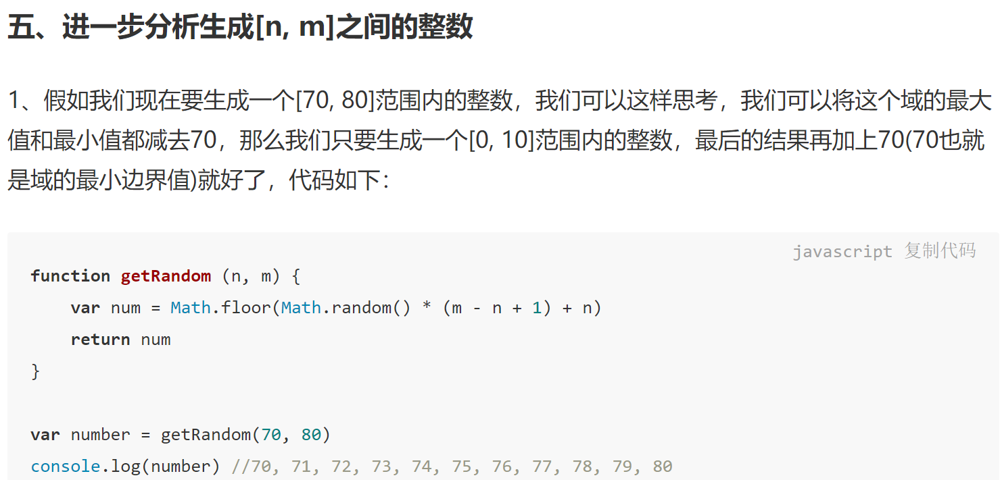 五、进一步分析生成[n, m]之间的整数
1、假如我们现在要生成一个[70, 80]范围内的整数，我们可以这样思考，我们可以将这个域的最大
值和最小值都减去70，那么我们只要生成一个[0, 10]范围内的整数，最后的结果再加上70(70也就
是域的最小边界值)就好了，代码如下：
javascript 复制代码
function getRandom (n, m) {
    var num = Math.floor(Math.random() * (m - n + 1) + n)
    return num
}
var number = getRandom(70, 80)
console.log(number) //70, 71, 72, 73, 74, 75, 76, 77, 78, 79, 80